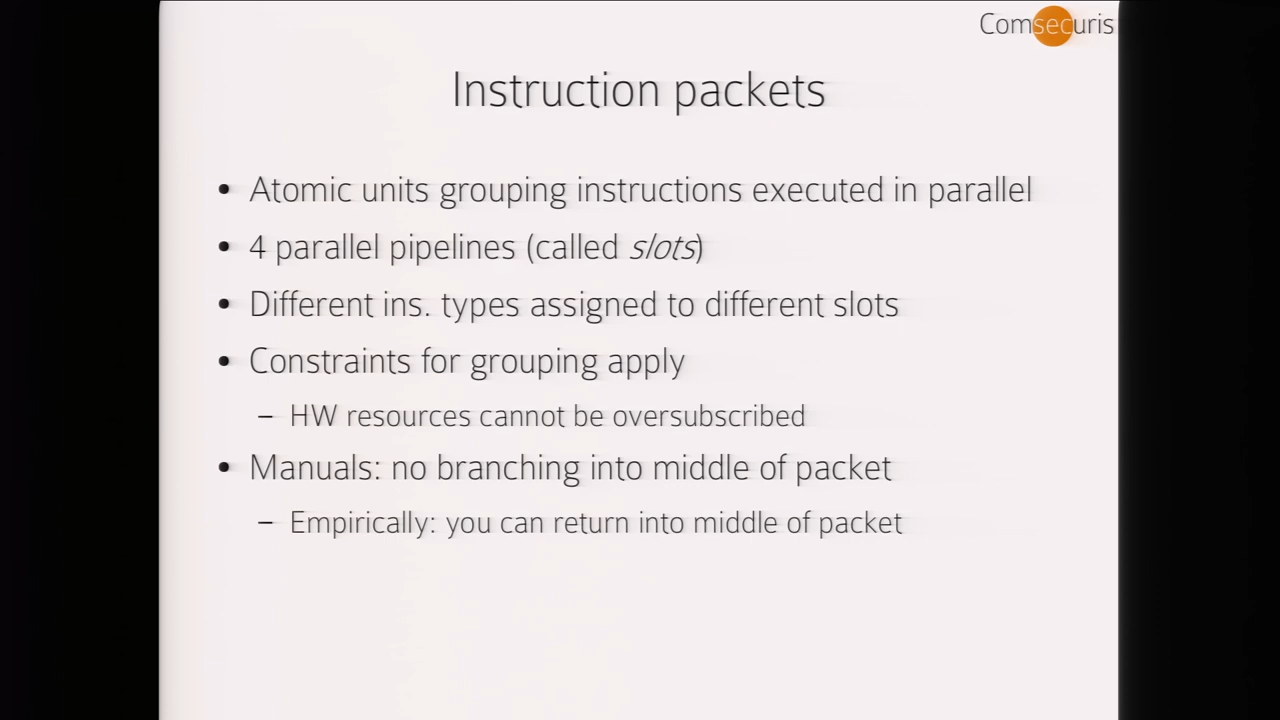 Comsecuris
Instruction packets
• Atomic units grouping instructions executed in parallel
• 4 parallel pipelines (called slots)
• Different ins. types assigned to different slots
• Constraints for grouping apply
– HW resources cannot be oversubscribed
• Manuals: no branching into middle of packet
– Empirically: you can return into middle of packet